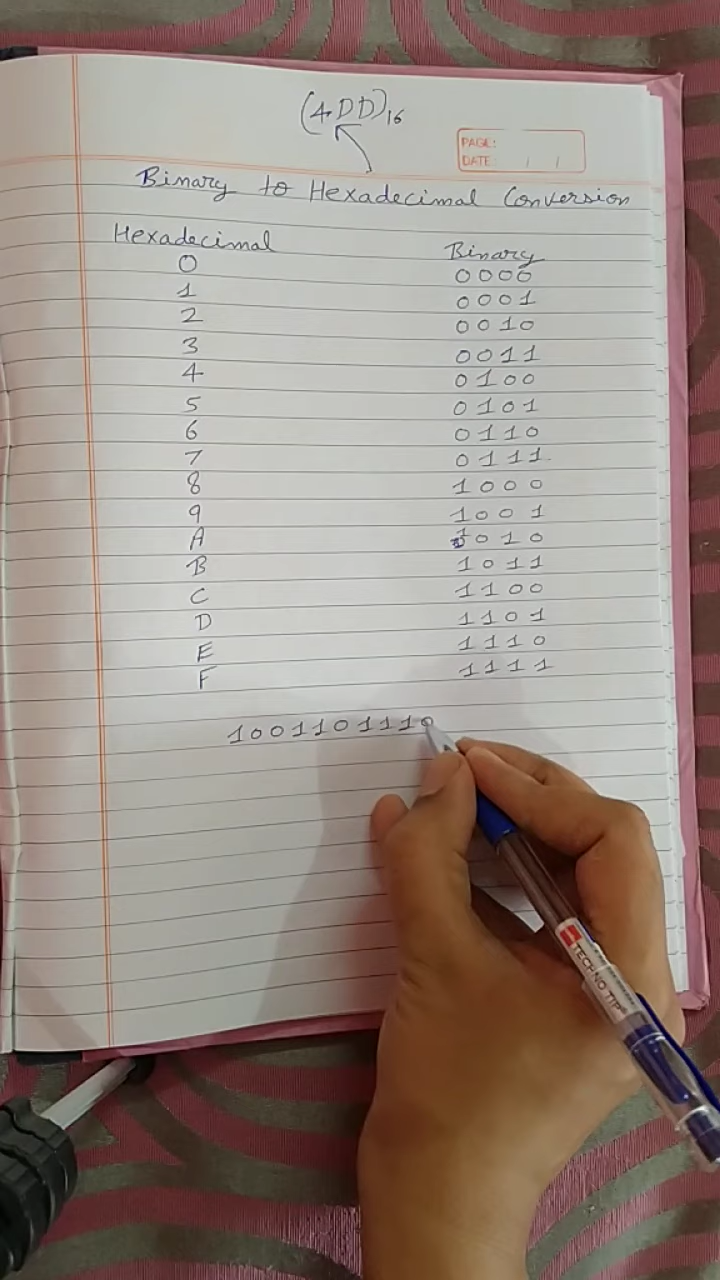 (4DD)16
PAGE:
DATE: / /
Binary to Hexadecimal Conversion
Hexadecimal Binary
0 0000
1 0001
2 0010
3 0011
4 0100
5 0101
6 0110
7 0111
8 1000
9 1001
A 1010
B 1011
C 1100
D 1101
E 1110
F 1111
1001101110
TECHNO TIP